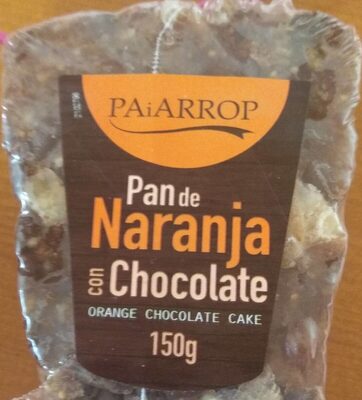 PAiARROP
Pan de
Naranja
con Chocolate
ORANGE CHOCOLATE CAKE
150g